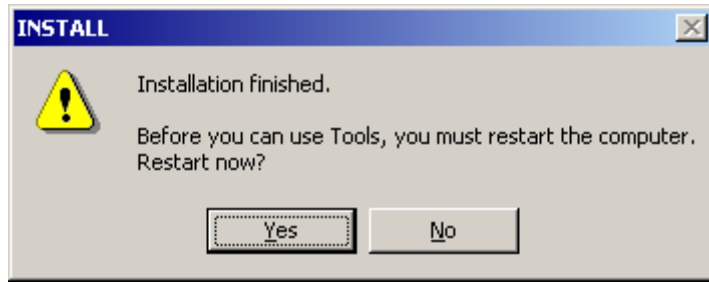 INSTALL
Installation finished.
Before you can use Tools, you must restart the computer.
Restart now?
Yes
No